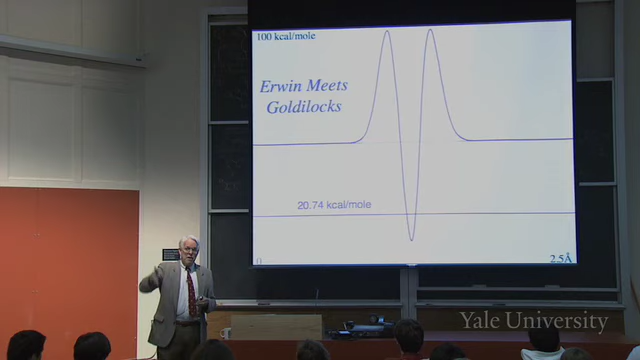 100 kcal/mole
Erwin Meets
Goldilocks
20.74 kcal/mole
0
2.5Å
Yale University